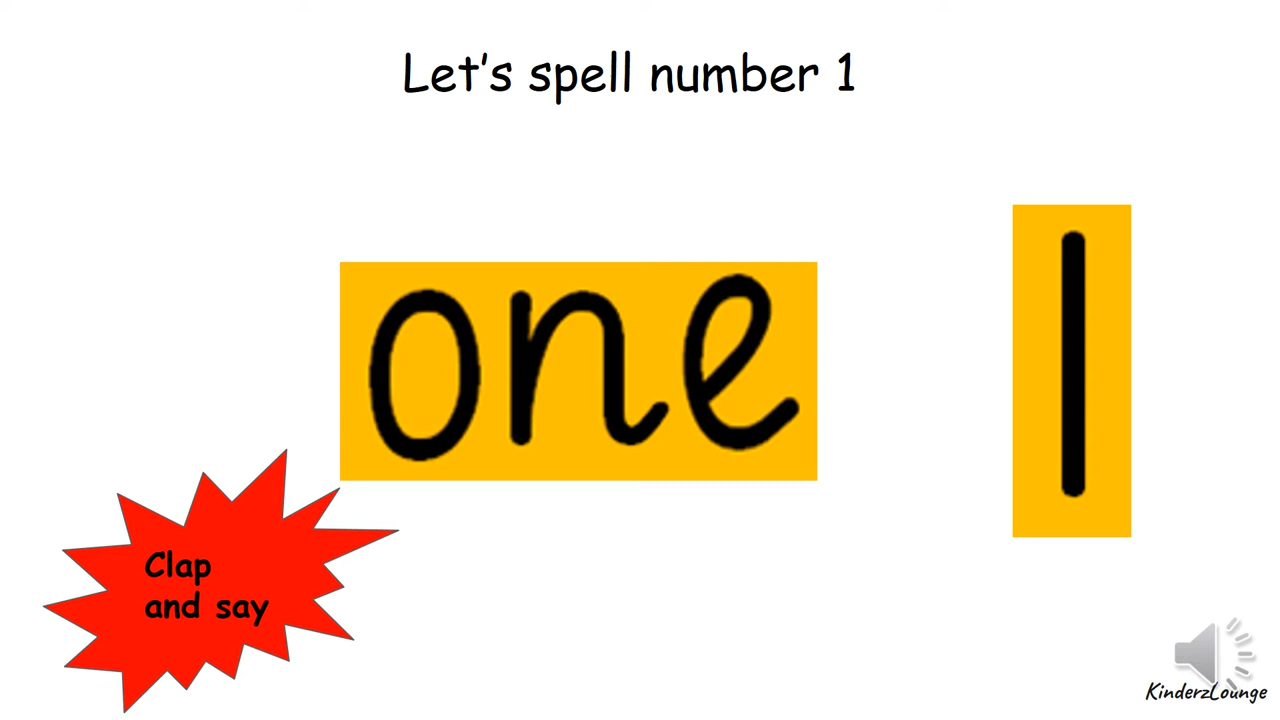 Let's spell number 1
one
1
Clap
and say
KinderzLounge